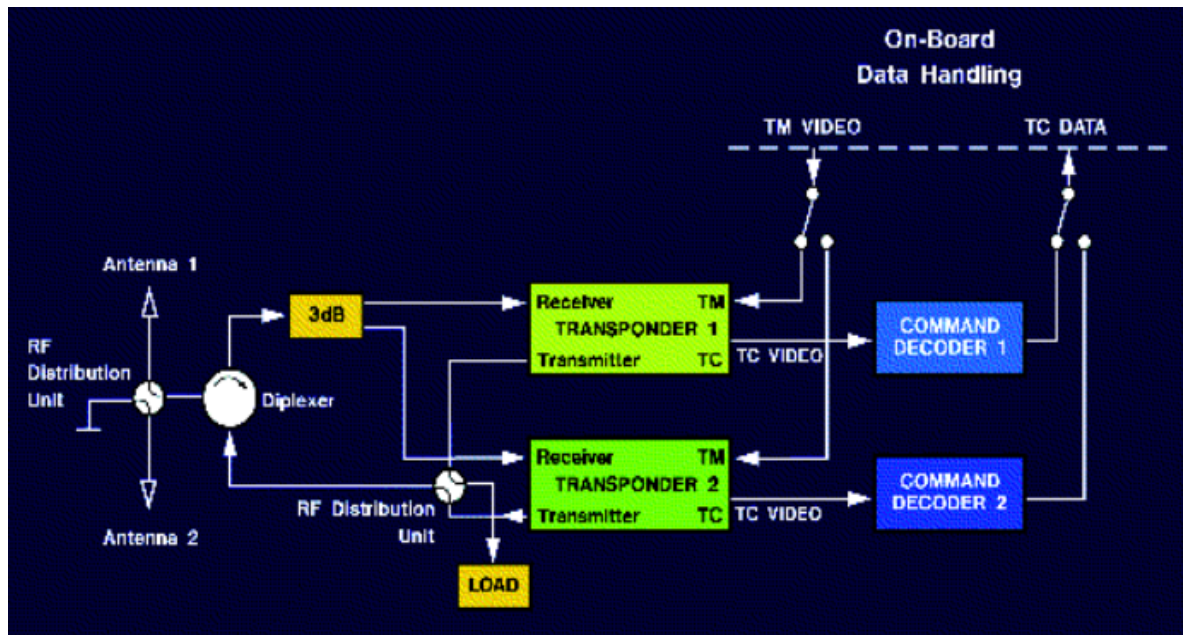 On-Board
Data Handling
TM VIDEO
TC DATA
Antenna 1
RF
Distribution
Unit
Diplexer
3dB
Receiver TM
TRANSPONDER 1
Transmitter TC
TC VIDEO
COMMAND
DECODER 1
Receiver TM
TRANSPONDER 2
Transmitter TC
TC VIDEO
COMMAND
DECODER 2
RF Distribution
Unit
Antenna 2
LOAD